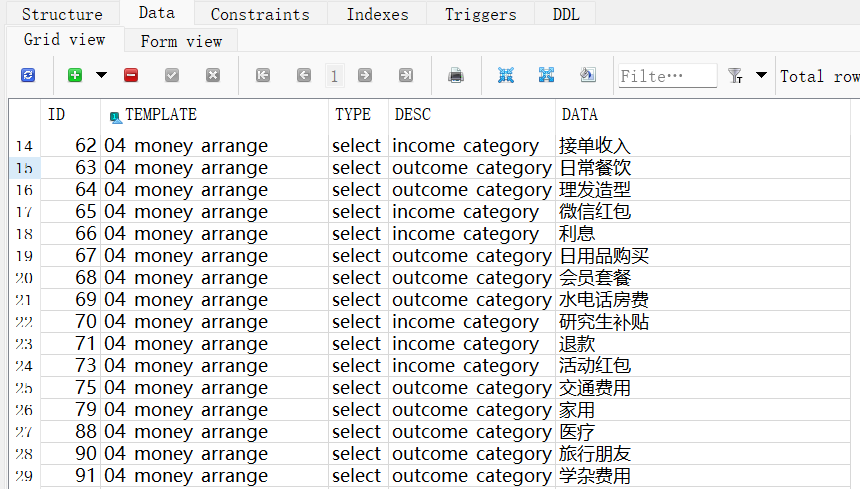 Structure Data Constraints Indexes Triggers DDL
Grid view Form view
1 Filte… Total row
ID TEMPLATE TYPE DESC DATA
14 62 04 money arrange select income category 接单收入
15 63 04 money arrange select outcome category 日常餐饮
16 64 04 money arrange select outcome category 理发造型
17 65 04 money arrange select income category 微信红包
18 66 04 money arrange select income category 利息
19 67 04 money arrange select outcome category 日用品购买
20 68 04 money arrange select outcome category 会员套餐
21 69 04 money arrange select outcome category 水电话房费
22 70 04 money arrange select income category 研究生补贴
23 71 04 money arrange select income category 退款
24 73 04 money arrange select income category 活动红包
25 75 04 money arrange select outcome category 交通费用
26 79 04 money arrange select outcome category 家用
27 88 04 money arrange select outcome category 医疗
28 90 04 money arrange select outcome category 旅行朋友
29 91 04 money arrange select outcome category 学杂费用